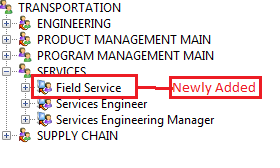 TRANSPORTATION
ENGINEERING
PRODUCT MANAGEMENT MAIN
PROGRAM MANAGEMENT MAIN
SERVICES
Field Service Newly Added
Services Engineer
Services Engineering Manager
SUPPLY CHAIN